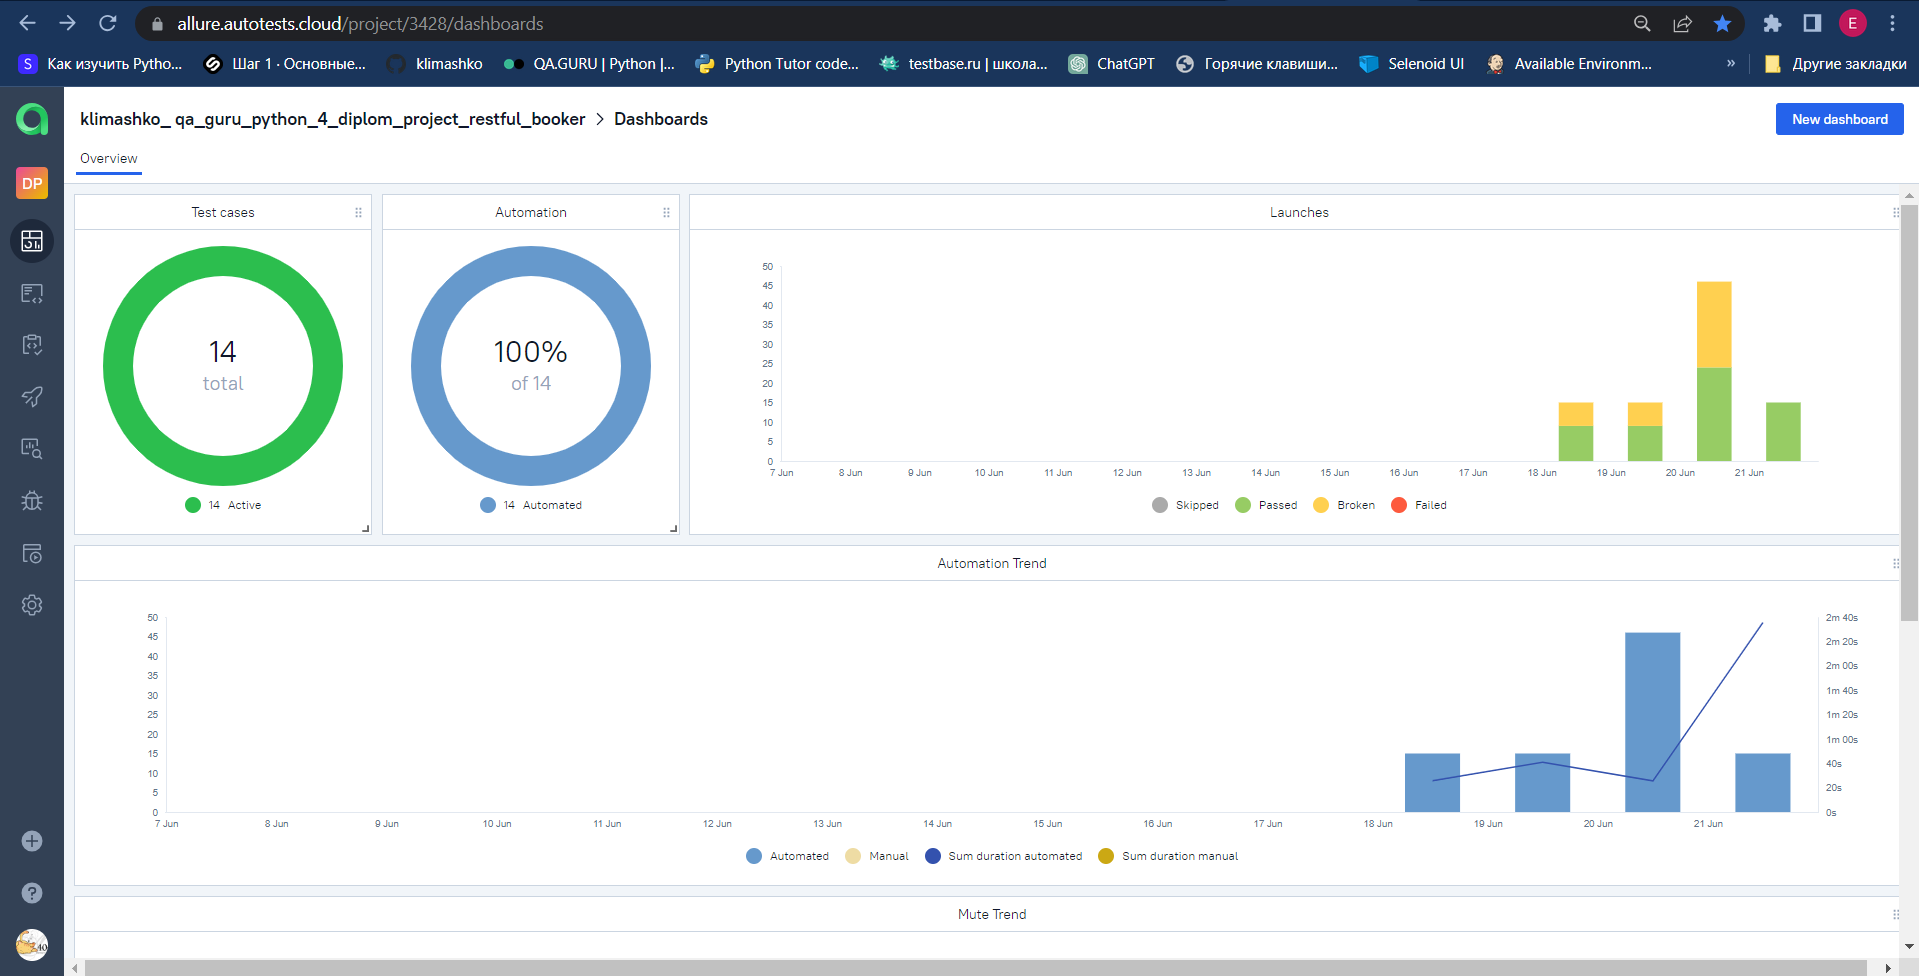 allure.autotests.cloud/project/3428/dashboards
E
S Как изучить Pytho...
Шаг 1 · Основные...
klimashko
QA.GURU | Python |...
Python Tutor code...
testbase.ru | школа...
ChatGPT
Горячие клавиши...
Selenoid UI
Available Environm...
»
Другие закладки
klimashko_ qa_guru_python_4_diplom_project_restful_booker > Dashboards
New dashboard
Overview
DP
Test cases
14
total
14 Active
Automation
100%
of 14
14 Automated
Launches
50
45
40
35
30
25
20
15
10
5
0
7 Jun 8 Jun 9 Jun 10 Jun 11 Jun 12 Jun 13 Jun 14 Jun 15 Jun 16 Jun 17 Jun 18 Jun 19 Jun 20 Jun 21 Jun
Skipped Passed Broken Failed
Automation Trend
50
45
40
35
30
25
20
15
10
5
0
2m 40s
2m 20s
2m 00s
1m 40s
1m 20s
1m 00s
40s
20s
0s
7 Jun 8 Jun 9 Jun 10 Jun 11 Jun 12 Jun 13 Jun 14 Jun 15 Jun 16 Jun 17 Jun 18 Jun 19 Jun 20 Jun 21 Jun
Automated Manual Sum duration automated Sum duration manual
Mute Trend
?
40